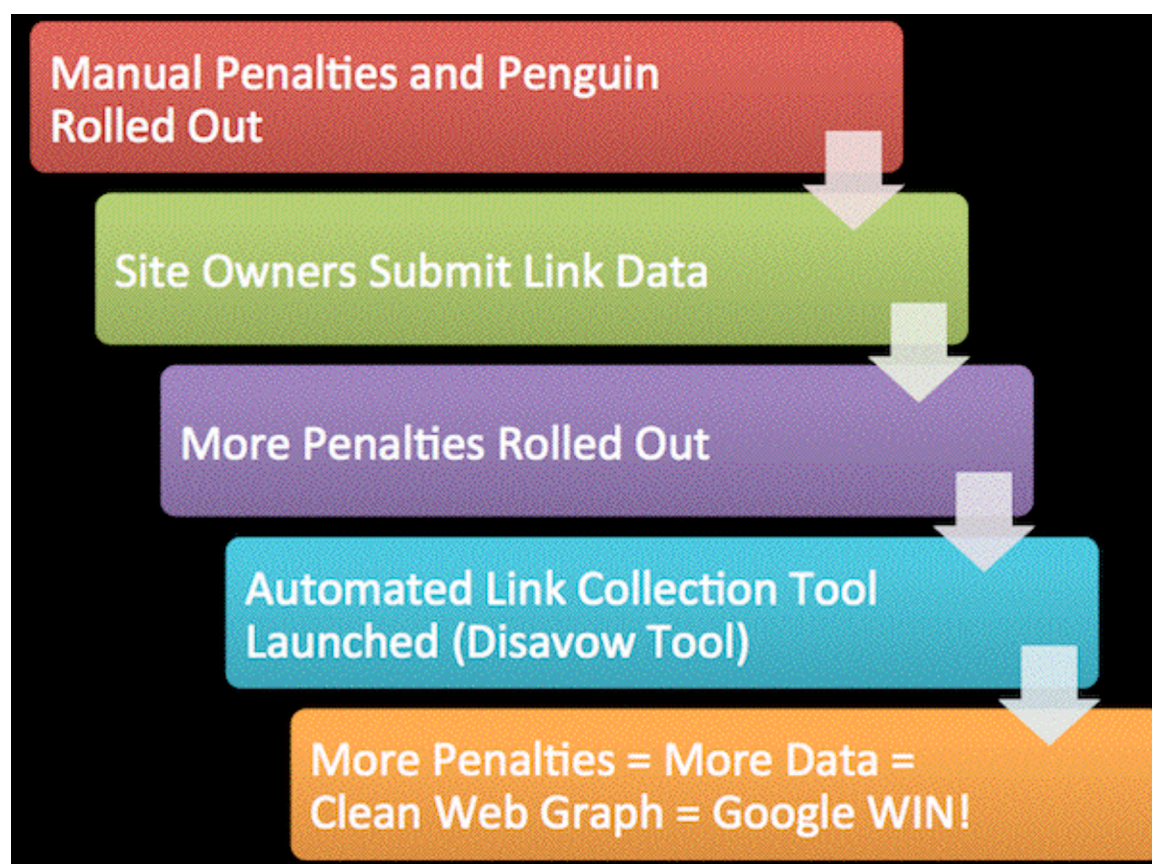 Manual Penalties and Penguin
Rolled Out
Site Owners Submit Link Data
More Penalties Rolled Out
Automated Link Collection Tool
Launched (Disavow Tool)
More Penalties = More Data =
Clean Web Graph = Google WIN!